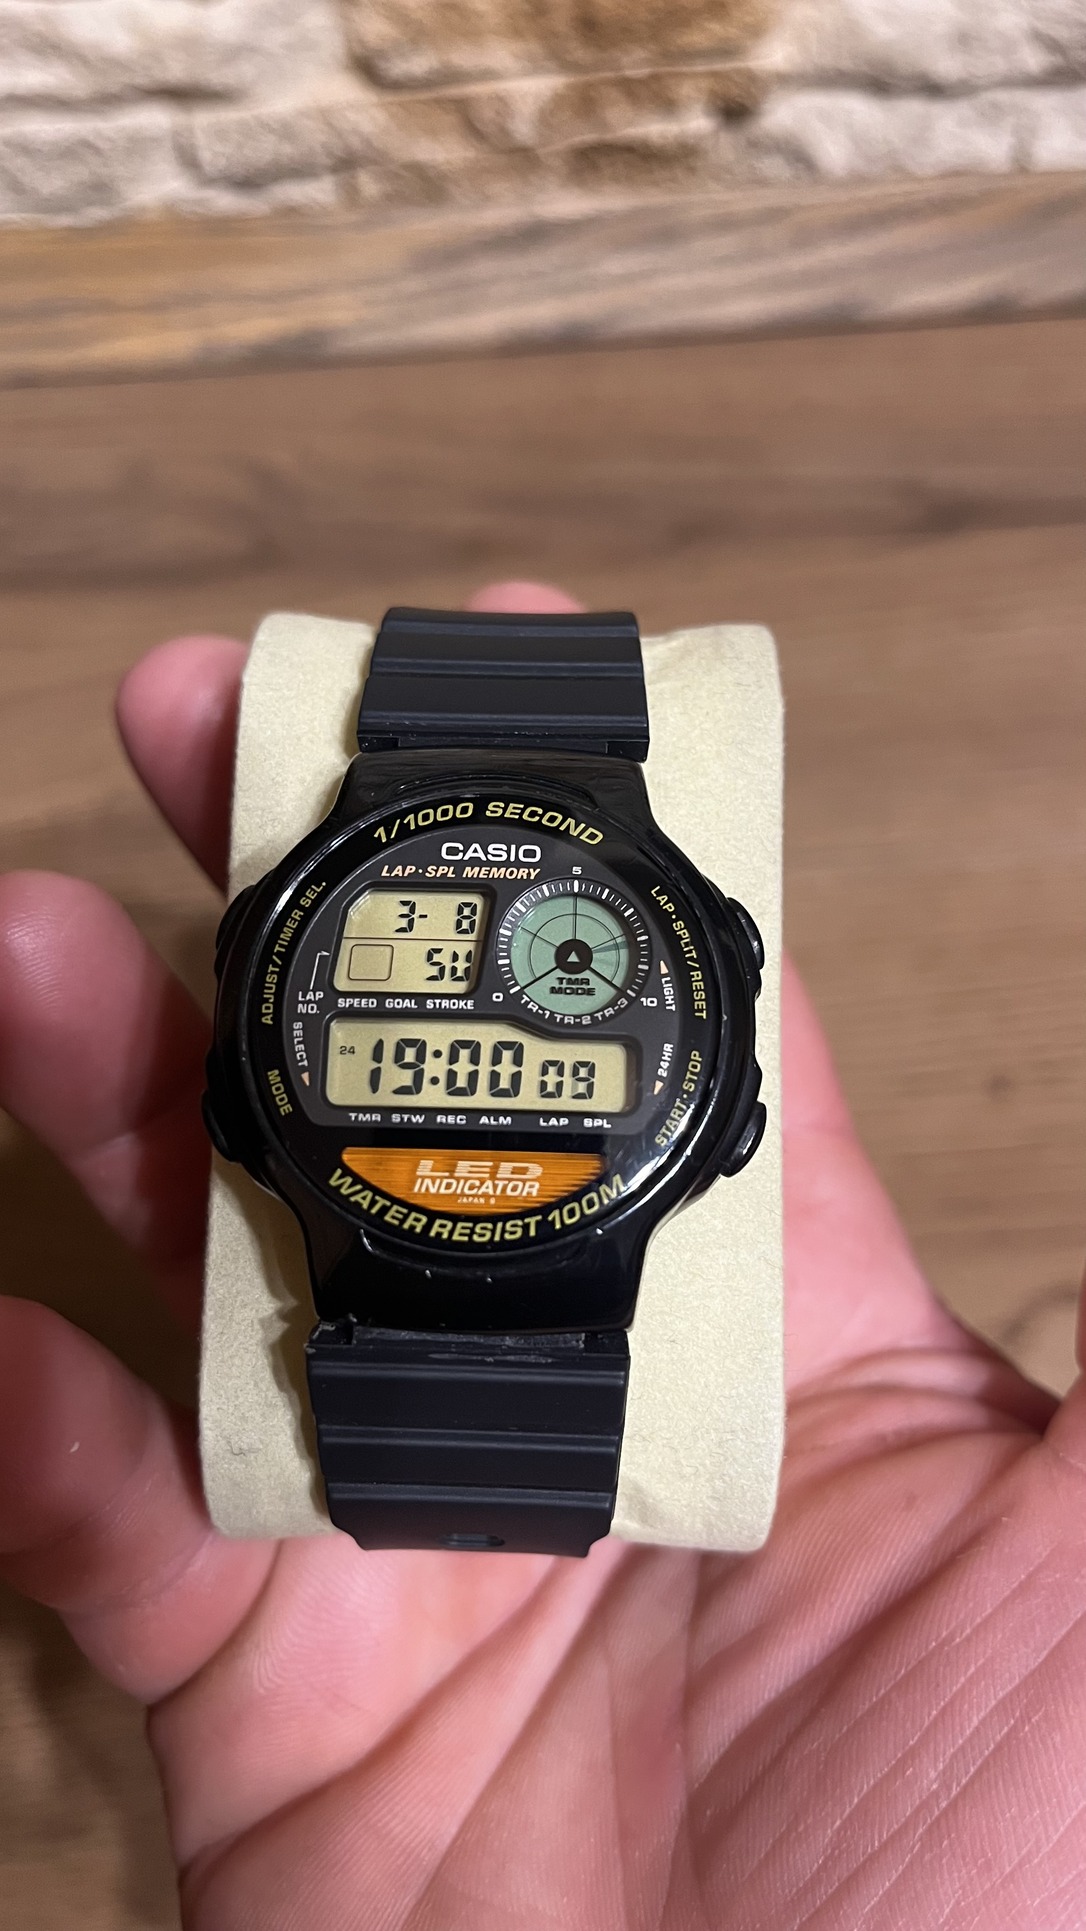 1/1000 SECOND
CASIO
LAP·SPL MEMORY
ADJUST/TIMER SEL.
LAP·SPLIT/RESET
3- 8
SU
5
0
10
TMR
MODE
TR-1 TR-2 TR-3
LAP
NO.
SPEED GOAL STROKE
LIGHT
SELECT
24HR
24 19:00 09
TMR STW REC ALM LAP SPL
MODE
START·STOP
LED
INDICATOR
JAPAN
WATER RESIST 100M